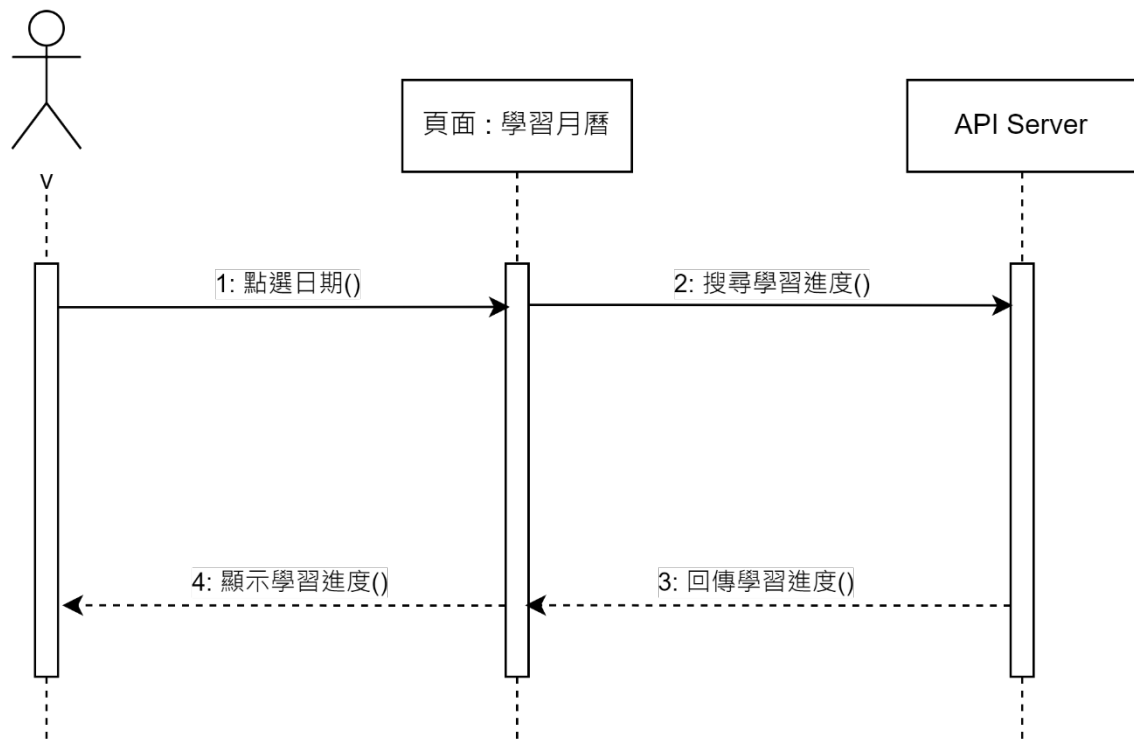 頁面 : 學習月曆
API Server
v
1: 點選日期()
2: 搜尋學習進度()
4: 顯示學習進度()
3: 回傳學習進度()